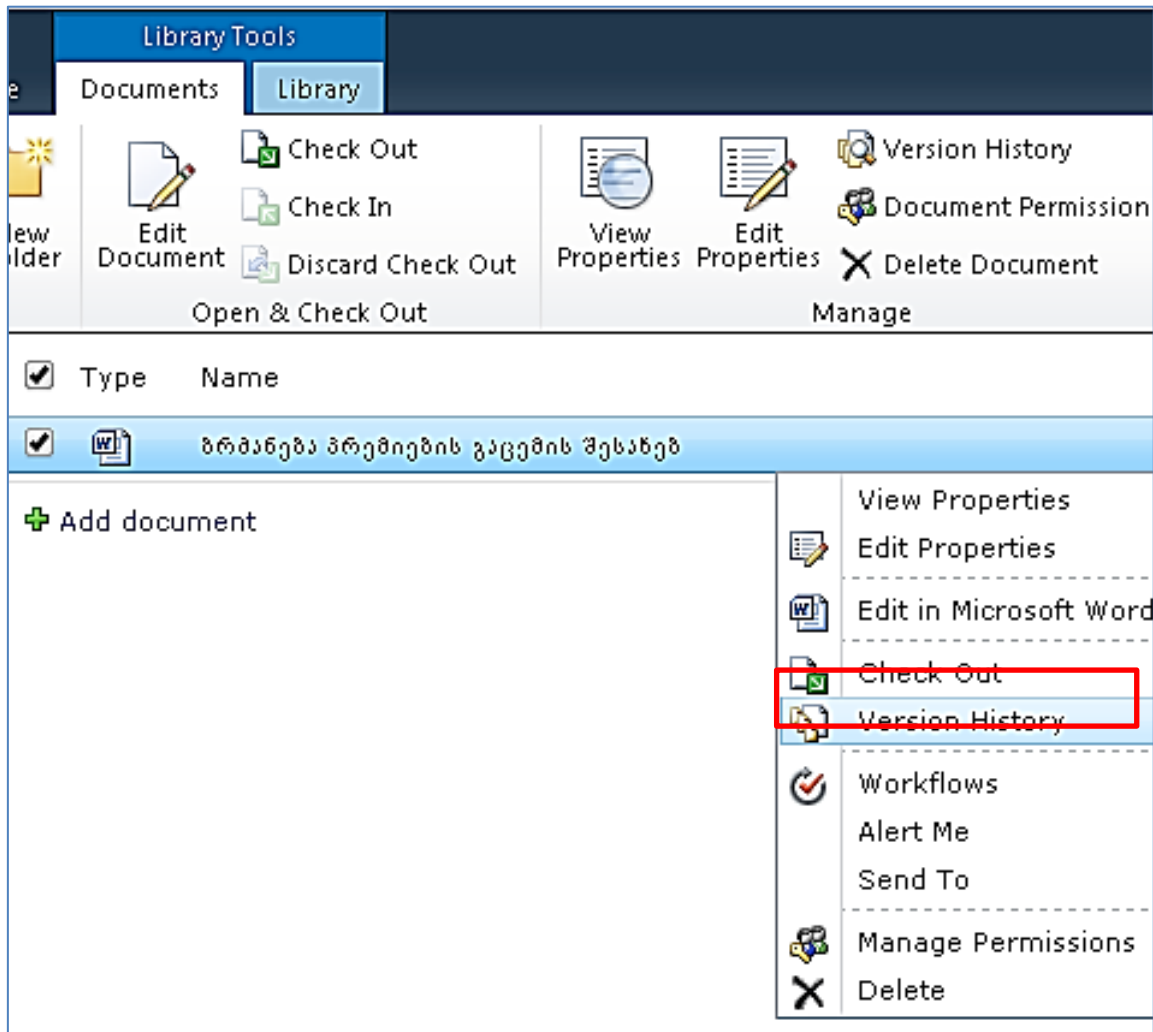 Library Tools
e Documents Library
Check Out
Check In
Discard Check Out
ew
lder
Edit
Document
Open & Check Out
View
Properties
Edit
Properties
Version History
Document Permission
Delete Document
Manage
Type Name
ბრძანება პრემიების გაცემის შესახებ
Add document
View Properties
Edit Properties
Edit in Microsoft Word
Check Out
Version History
Workflows
Alert Me
Send To
Manage Permissions
Delete